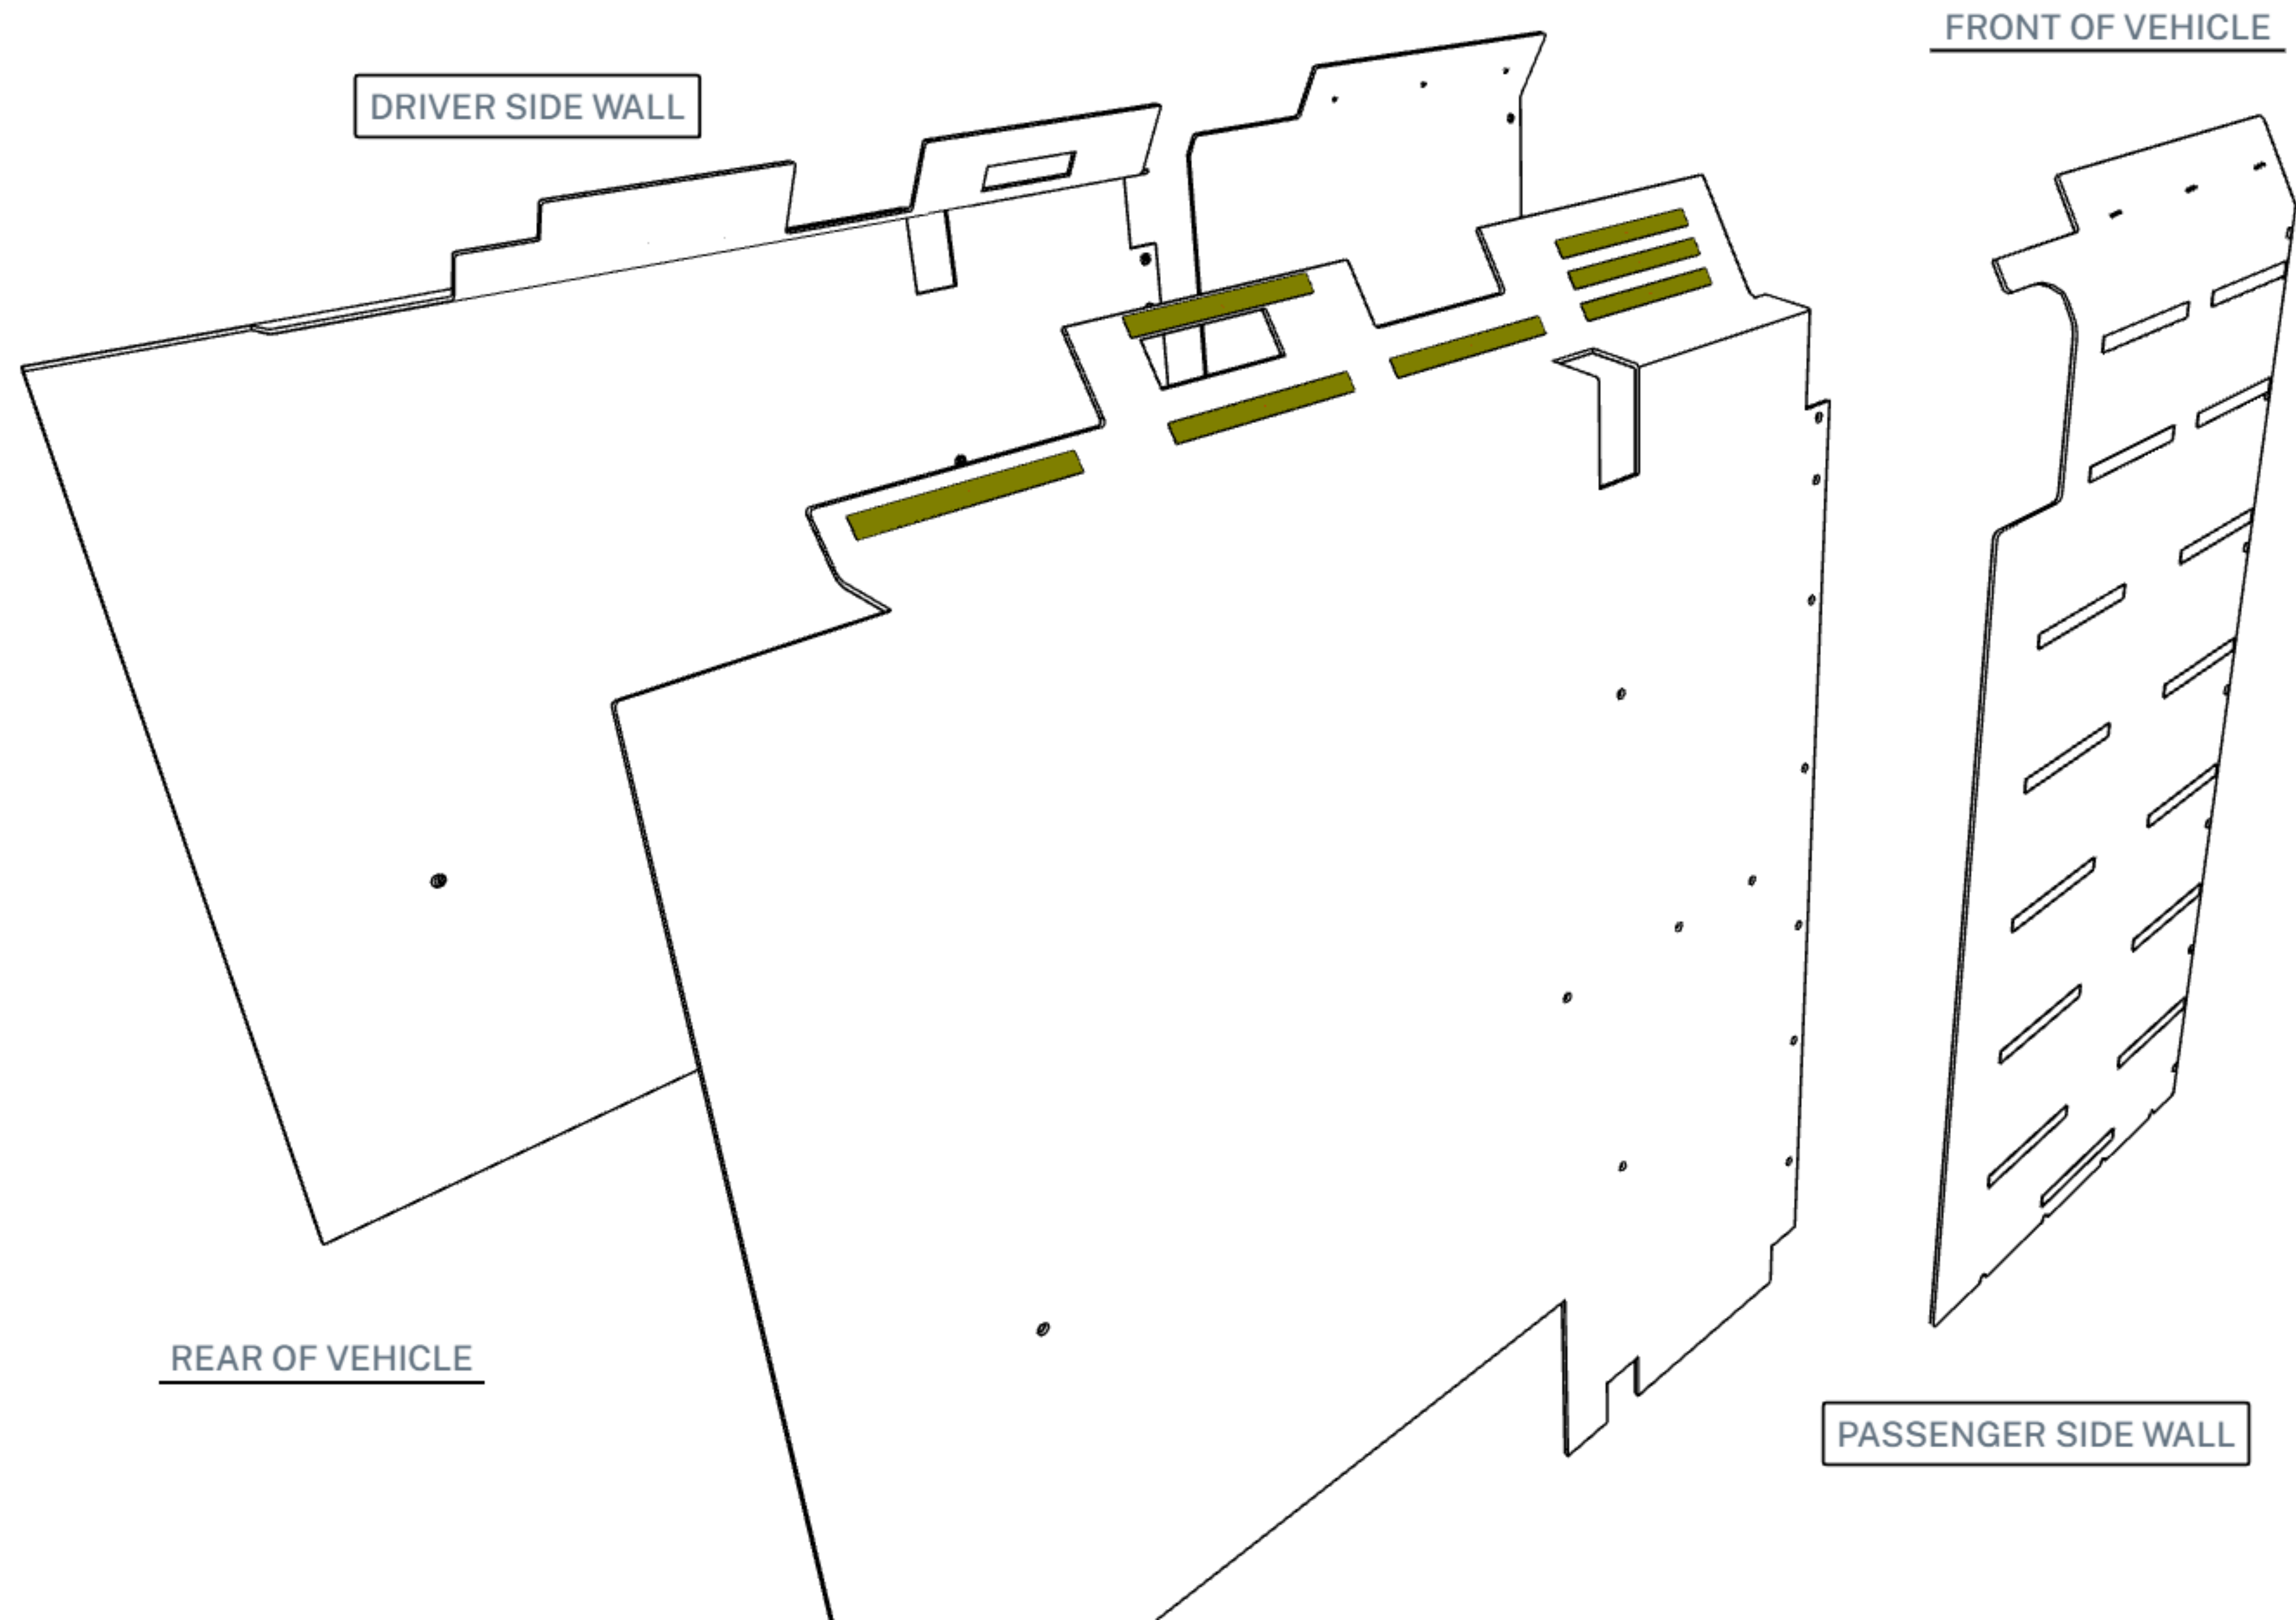 FRONT OF VEHICLE
DRIVER SIDE WALL
REAR OF VEHICLE
PASSENGER SIDE WALL